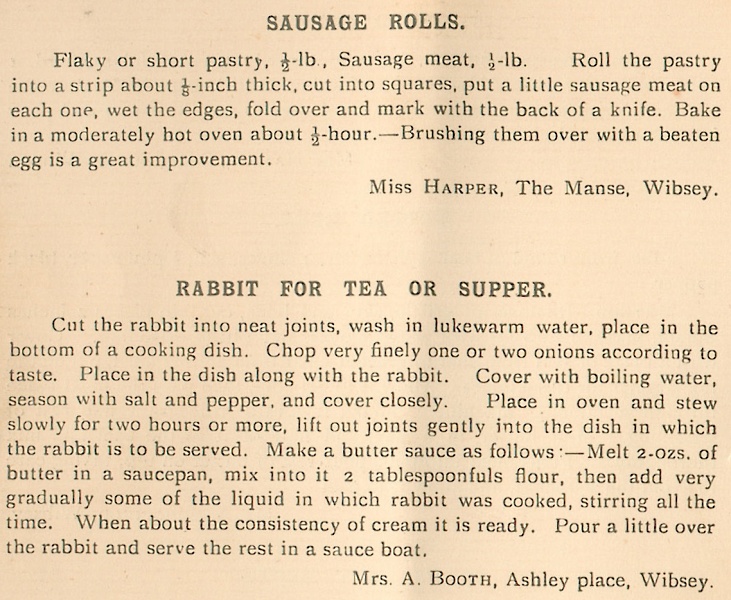 SAUSAGE ROLLS.
Flaky or short pastry, ½-lb., Sausage meat, ½-lb. Roll the pastry
into a strip about ⅛-inch thick, cut into squares, put a little sausage meat on
each one, wet the edges, fold over and mark with the back of a knife. Bake
in a moderately hot oven about ½-hour.—Brushing them over with a beaten
egg is a great improvement.
Miss HARPER, The Manse, Wibsey.
RABBIT FOR TEA OR SUPPER.
Cut the rabbit into neat joints, wash in lukewarm water, place in the
bottom of a cooking dish. Chop very finely one or two onions according to
taste. Place in the dish along with the rabbit. Cover with boiling water,
season with salt and pepper, and cover closely. Place in oven and stew
slowly for two hours or more, lift out joints gently into the dish in which
the rabbit is to be served. Make a butter sauce as follows:—Melt 2-ozs. of
butter in a saucepan, mix into it 2 tablespoonfuls flour, then add very
gradually some of the liquid in which rabbit was cooked, stirring all the
time. When about the consistency of cream it is ready. Pour a little over
the rabbit and serve the rest in a sauce boat.
Mrs. A. BOOTH, Ashley place, Wibsey.